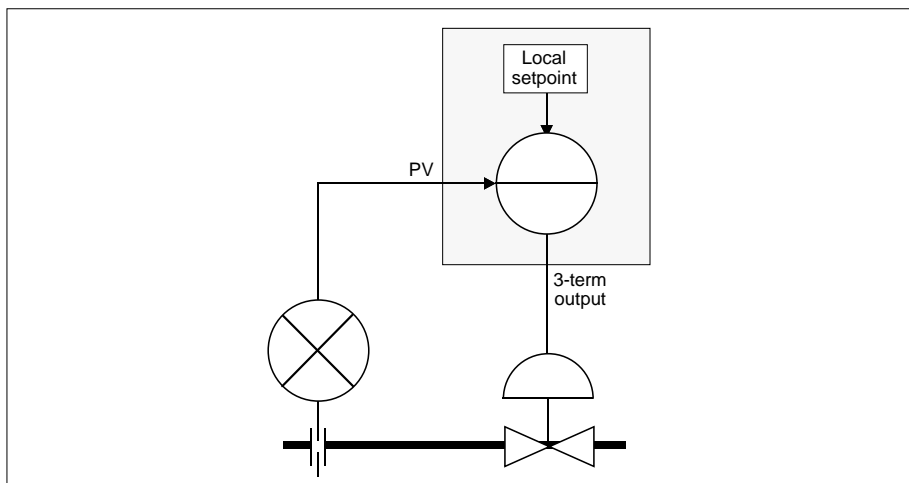 Local
setpoint
PV
3-term
output